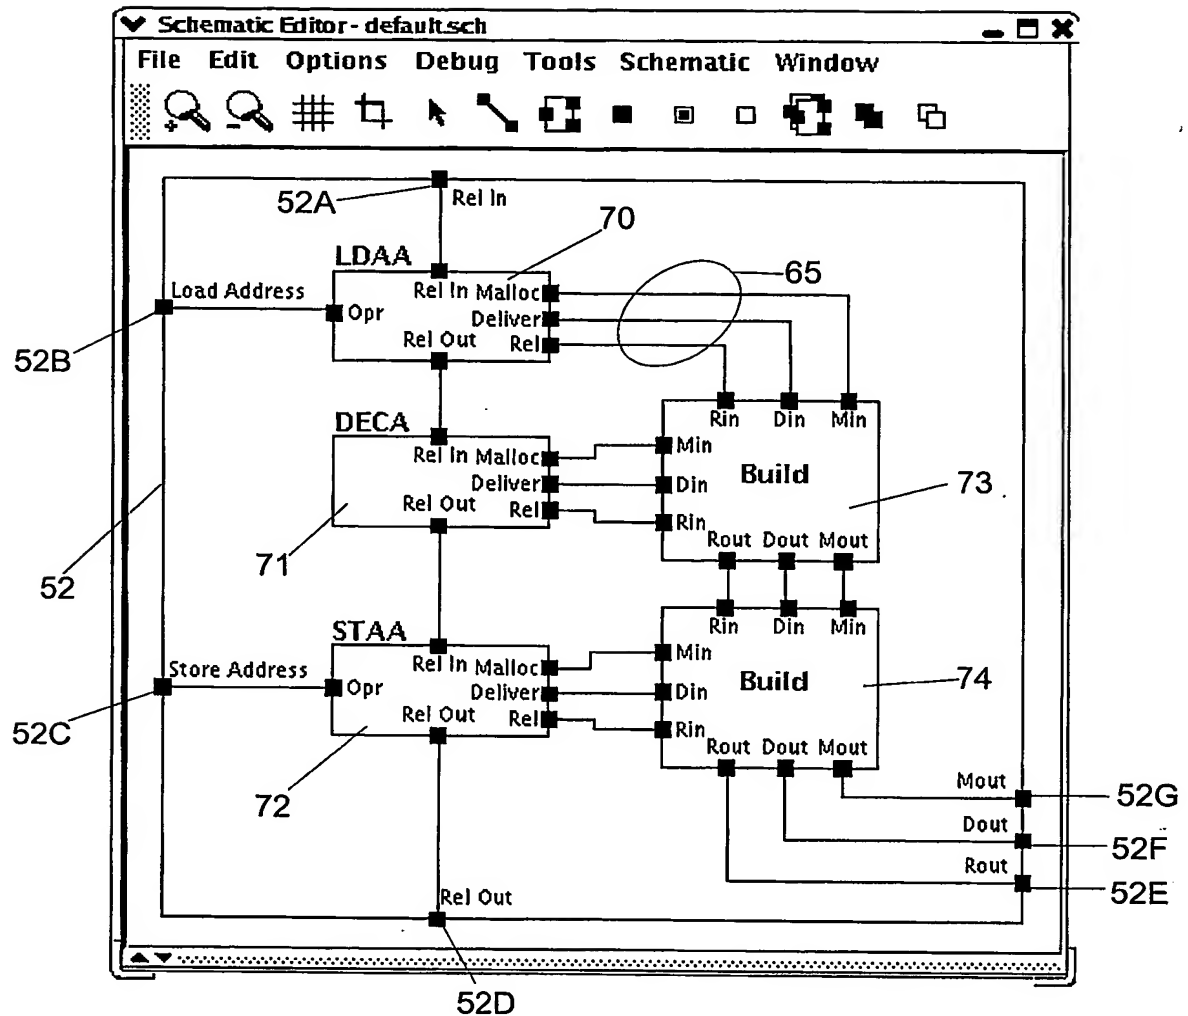 Schematic Editor - default.sch
File Edit Options Debug Tools Schematic Window
52A
Rel In
70
LDAA
65
Load Address
Rel In Malloc
Opr
Deliver
Rel Out
Rel
52B
DECA
Rin Din Min
Rel In Malloc
Min
Build
Deliver
Din
73
Rel Out
Rel
Rin
71
Rout Dout Mout
52
STAA
Rin Din Min
Store Address
Rel In Malloc
Min
Build
74
Opr
Deliver
Din
Rel Out
Rel
Rin
52C
Rout Dout Mout
72
Mout
52G
Dout
52F
Rout
52E
Rel Out
52D